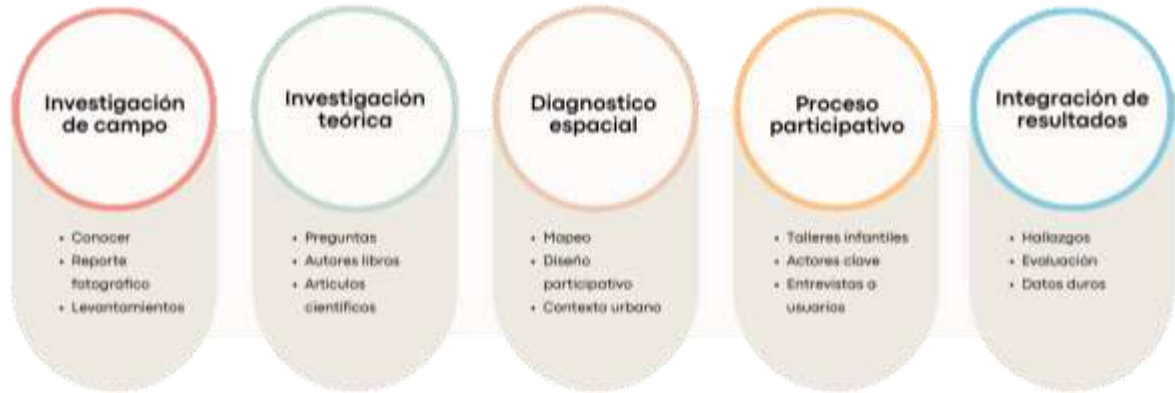 Investigación
de campo
• Conocer
• Reporte
fotográfico
• Levantamientos
Investigación
teórica
• Preguntas
• Autores libros
• Artículos
científicos
Diagnostico
espacial
• Mapeo
• Diseño
participativo
• Contexto urbano
Proceso
participativo
• Talleres infantiles
• Actores clave
• Entrevistas a
usuarios
Integración de
resultados
• Hallazgos
• Evaluación
• Datos duros